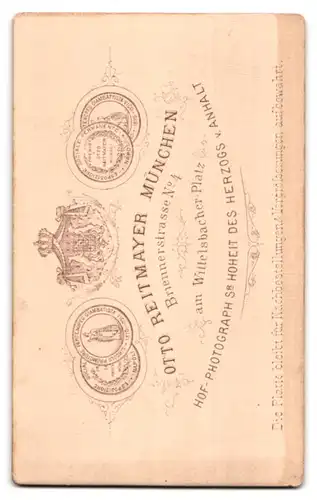 OTTO REITMAYER MÜNCHEN
Briennerstrasse No. 4
am Wittelsbacher-Platz
HOF-PHOTOGRAPH Sr HOHEIT DES HERZOGS v. ANHALT
Die Platte bleibt für Nachbestellungen & Vergrösserungen aufbewahrt.